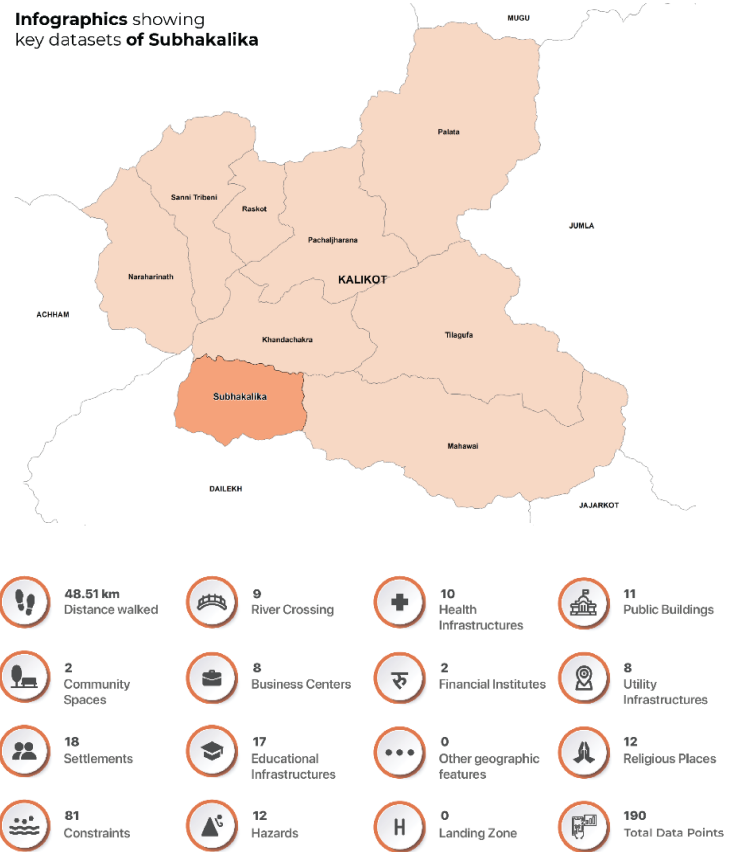 Infographics showing
key datasets of Subhakalika
MUGU
Palata
Sanni Tribeni
Raskot
JUMLA
Pachaljharana
Naraharinath
KALIKOT
ACHHAM
Tilagufa
Khandachakra
Subhakalika
Mahawai
DAILEKH
JAJARKOT
48.51 km
Distance walked
9
River Crossing
10
Health
Infrastructures
11
Public Buildings
2
Community
Spaces
8
Business Centers
रु
2
Financial Institutes
8
Utility
Infrastructures
18
Settlements
17
Educational
Infrastructures
0
Other geographic
features
12
Religious Places
81
Constraints
12
Hazards
H
0
Landing Zone
190
Total Data Points